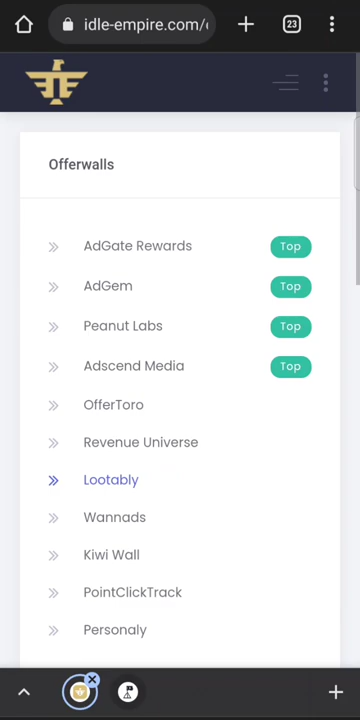 idle-empire.com/
23
Offerwalls
AdGate Rewards Top
AdGem Top
Peanut Labs Top
Adscend Media Top
OfferToro
Revenue Universe
Lootably
Wannads
Kiwi Wall
PointClickTrack
Personaly